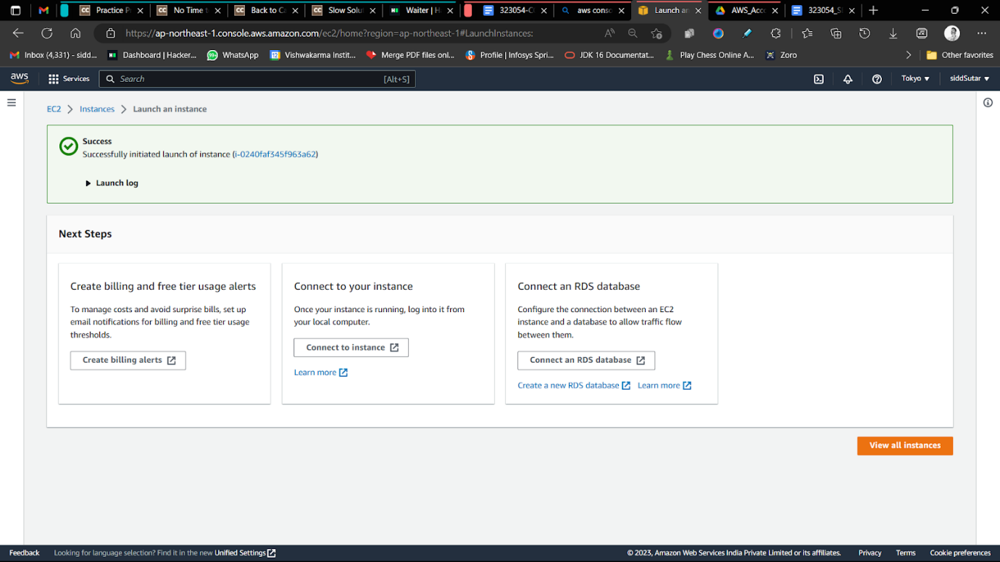 Practice P
No Time t
Back to Ca
Slow Solut
Waiter | H
323054-C
aws conso
Launch an
AWS_Acco
323054_S
https://ap-northeast-1.console.aws.amazon.com/ec2/home?region=ap-northeast-1#LaunchInstances:
Inbox (4,331) - sidd...
Dashboard | Hacker...
WhatsApp
Vishwakarma Instit...
Merge PDF files onl...
Profile | Infosys Spri...
JDK 16 Documentat...
Play Chess Online A...
Zoro
Other favorites
aws
Services
Search
[Alt+S]
Tokyo
siddSutar
EC2 > Instances > Launch an instance
Success
Successfully initiated launch of instance (i-0240faf345f963a62)
Launch log
Next Steps
Create billing and free tier usage alerts
To manage costs and avoid surprise bills, set up
email notifications for billing and free tier usage
thresholds.
Create billing alerts
Connect to your instance
Once your instance is running, log into it from
your local computer.
Connect to instance
Learn more
Connect an RDS database
Configure the connection between an EC2
instance and a database to allow traffic flow
between them.
Connect an RDS database
Create a new RDS database
Learn more
View all instances
Feedback
Looking for language selection? Find it in the new Unified Settings
© 2023, Amazon Web Services India Private Limited or its affiliates.
Privacy
Terms
Cookie preferences